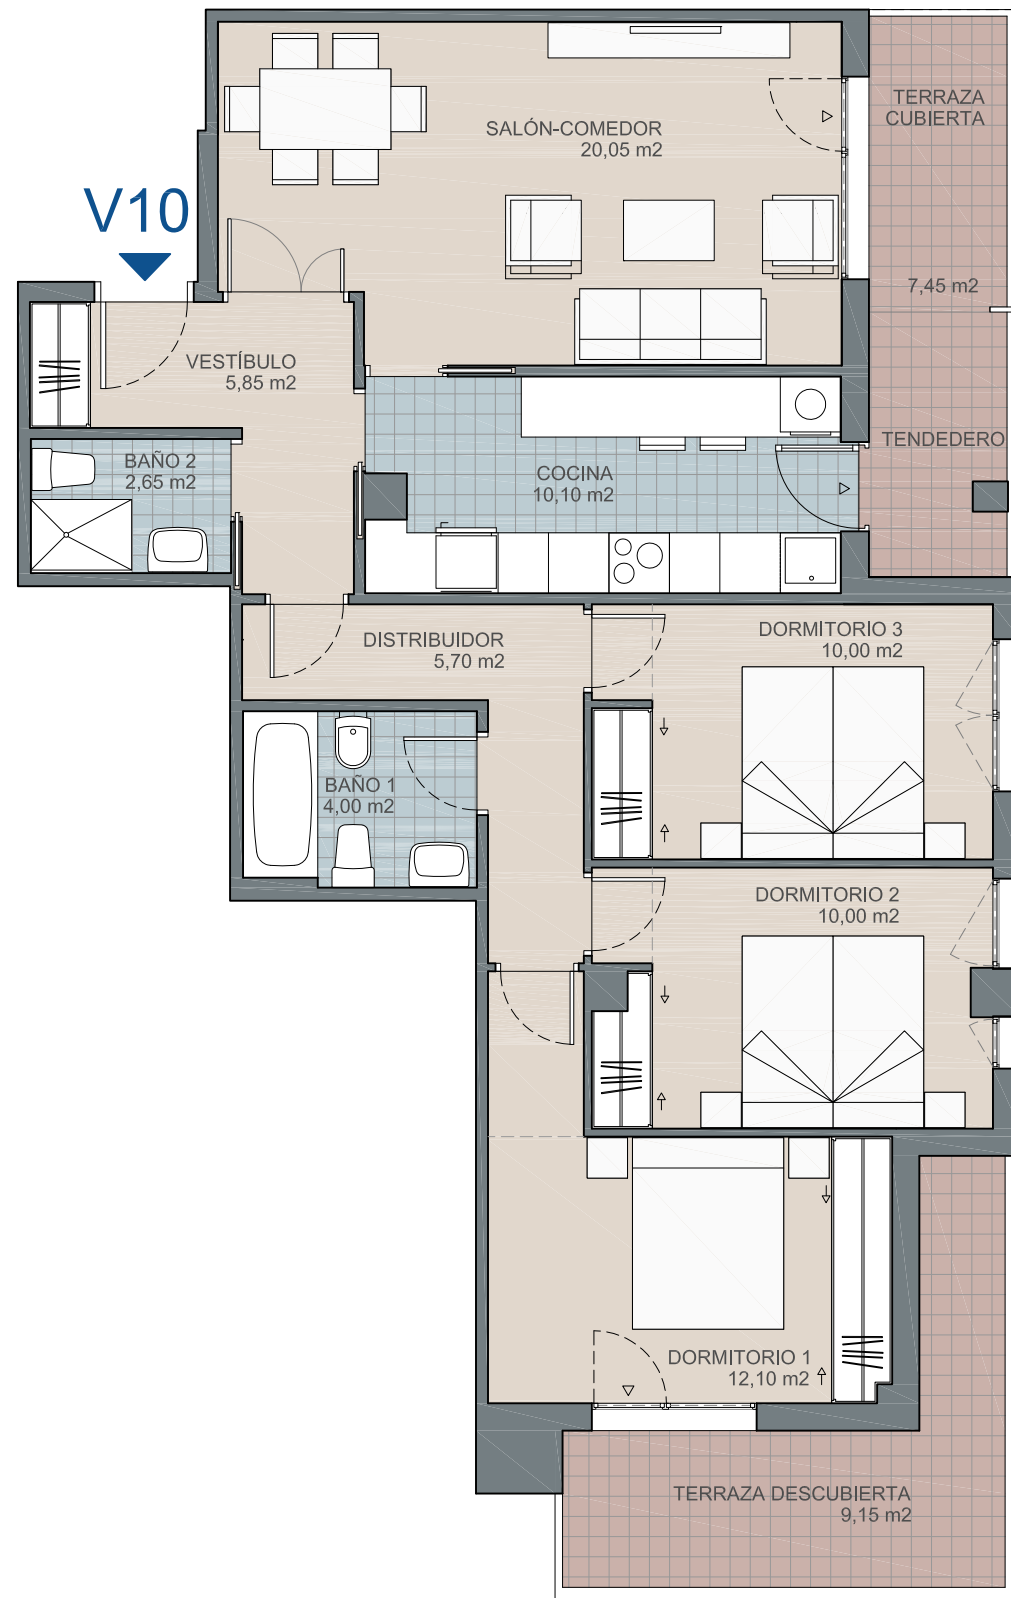 TERRAZA
CUBIERTA
SALÓN-COMEDOR
20,05 m2
V10
7,45 m2
VESTÍBULO
5,85 m2
TENDEDERO
BAÑO 2
2,65 m2
COCINA
10,10 m2
DISTRIBUIDOR
5,70 m2
DORMITORIO 3
10,00 m2
BAÑO 1
4,00 m2
DORMITORIO 2
10,00 m2
DORMITORIO 1
12,10 m2
TERRAZA DESCUBIERTA
9,15 m2